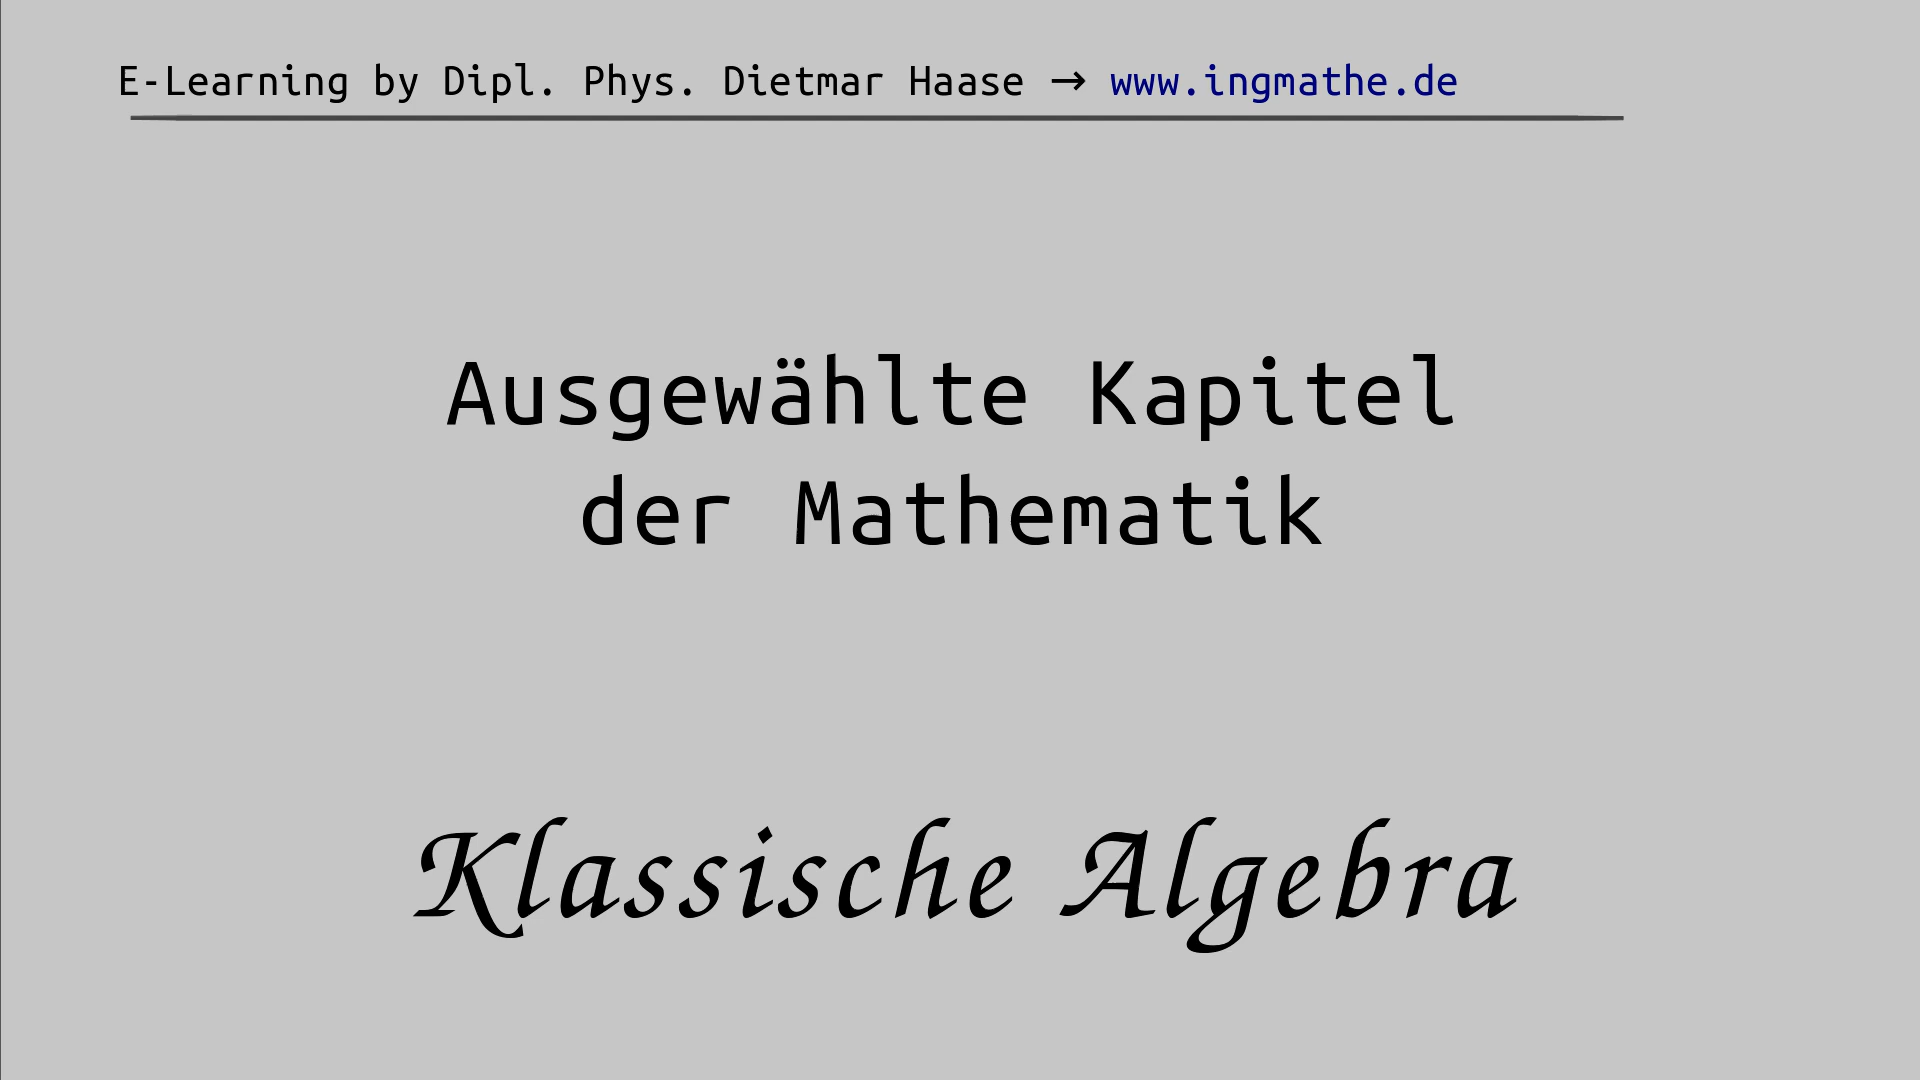 E-Learning by Dipl. Phys. Dietmar Haase → www.ingmathe.de
Ausgewählte Kapitel
der Mathematik
Klassische Algebra